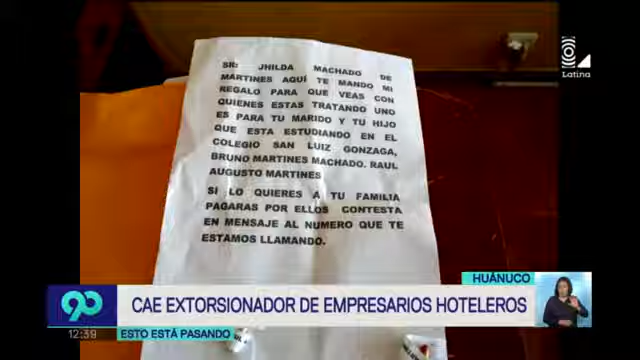 SR: JHILDA MACHADO DE
MARTINES AQUÍ TE MANDO MI
REGALO PARA QUE VEAS CON
QUIENES ESTAS TRATANDO UNO
ES PARA TU MARIDO Y TU HIJO
QUE ESTA ESTUDIANDO EN EL
COLEGIO SAN LUIZ GONZAGA,
BRUNO MARTINES MACHADO. RAUL
AUGUSTO MARTINES
SI LO QUIERES A TU FAMILIA
PAGARAS POR ELLOS CONTESTA
EN MENSAJE AL NUMERO QUE TE
ESTAMOS LLAMANDO.
Latina
HUÁNUCO
90
CAE EXTORSIONADOR DE EMPRESARIOS HOTELEROS
12:39
ESTO ESTÁ PASANDO